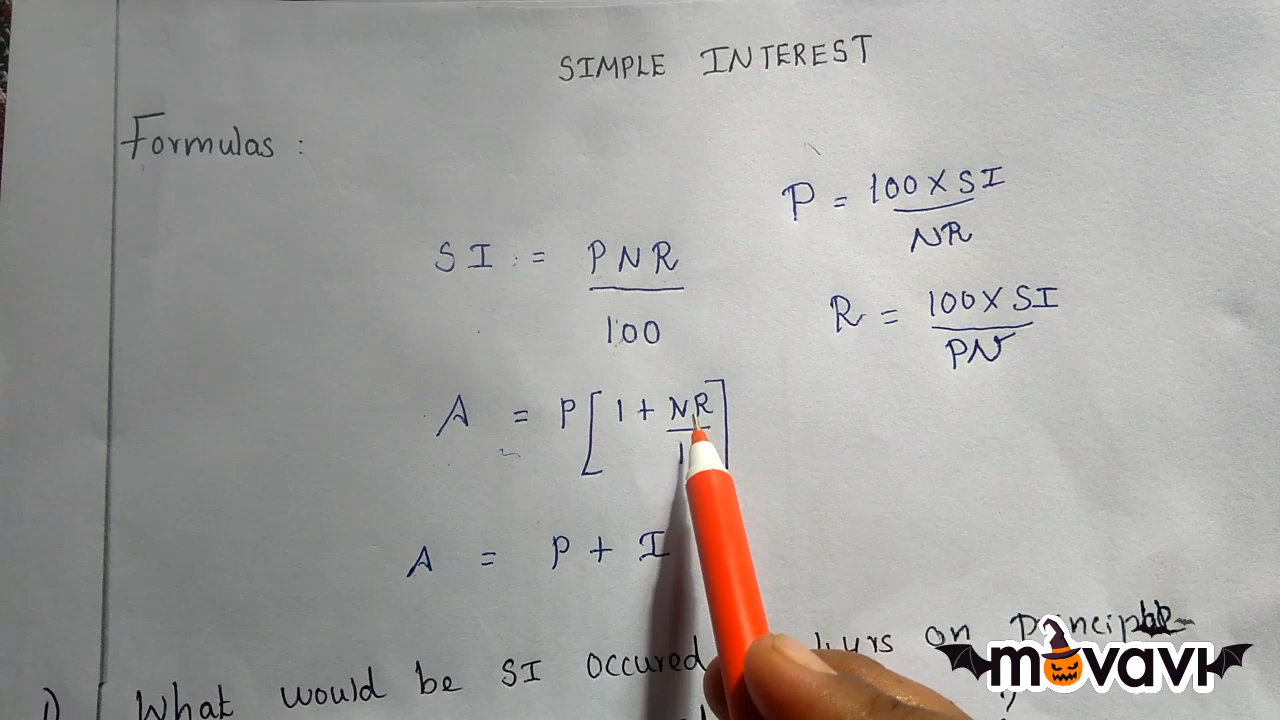 SIMPLE INTEREST
Formulas :
SI = PNR
100
P = 100 X SI
NR
R = 100 X SI
PN
A = P[1 + NR]
A = P + I
1) What would be SI occured on
movavi